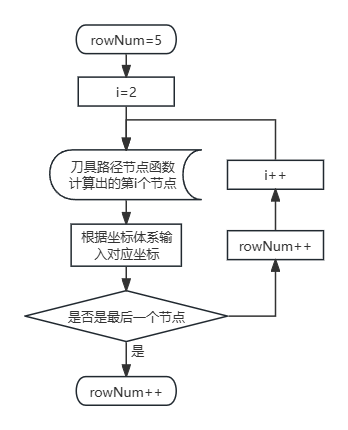 rowNum=5
i=2
刀具路径节点函数
计算出的第i个节点
i++
根据坐标体系输
入对应坐标
rowNum++
是否是最后一个节点
是
rowNum++